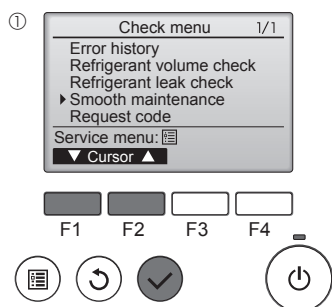 ①
Check menu 1/1
Error history
Refrigerant volume check
Refrigerant leak check
Smooth maintenance
Request code
Service menu:
▼ Cursor ▲
F1 F2 F3 F4